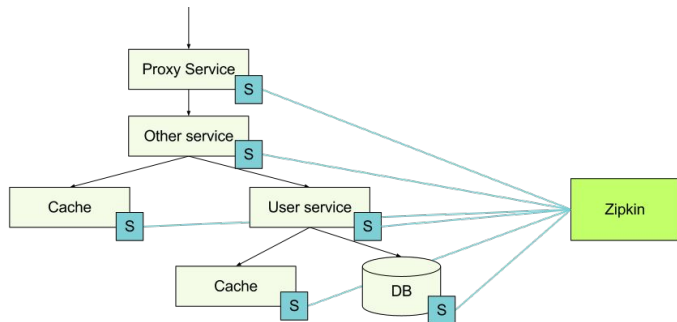 Proxy Service
S
Other service
S
Cache
S
User service
S
Zipkin
Cache
S
DB
S